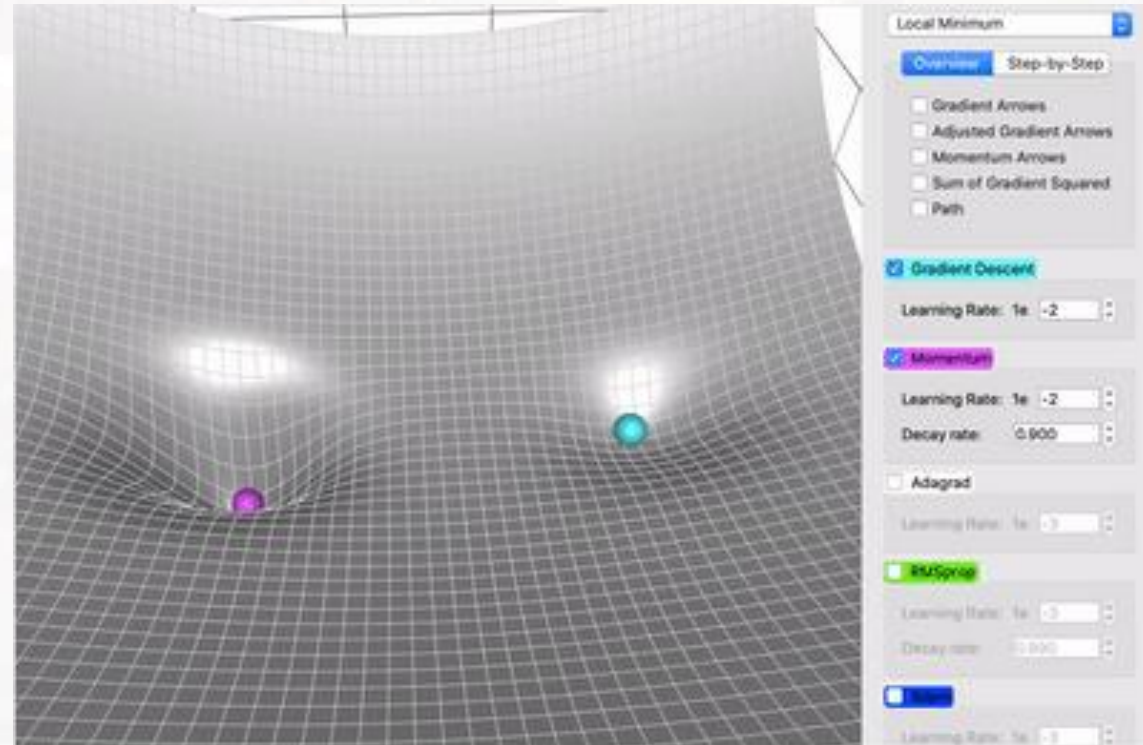 Local Minimum
Overview Step-by-Step
Gradient Arrows
Adjusted Gradient Arrows
Momentum Arrows
Sum of Gradient Squared
Path
Gradient Descent
Learning Rate: 1e -2
Momentum
Learning Rate: 1e -2
Decay rate: 0.900
Adagrad
Learning Rate: 1e -3
RMSprop
Learning Rate: 1e -3
Decay rate:
Learning Rate: 1e -3